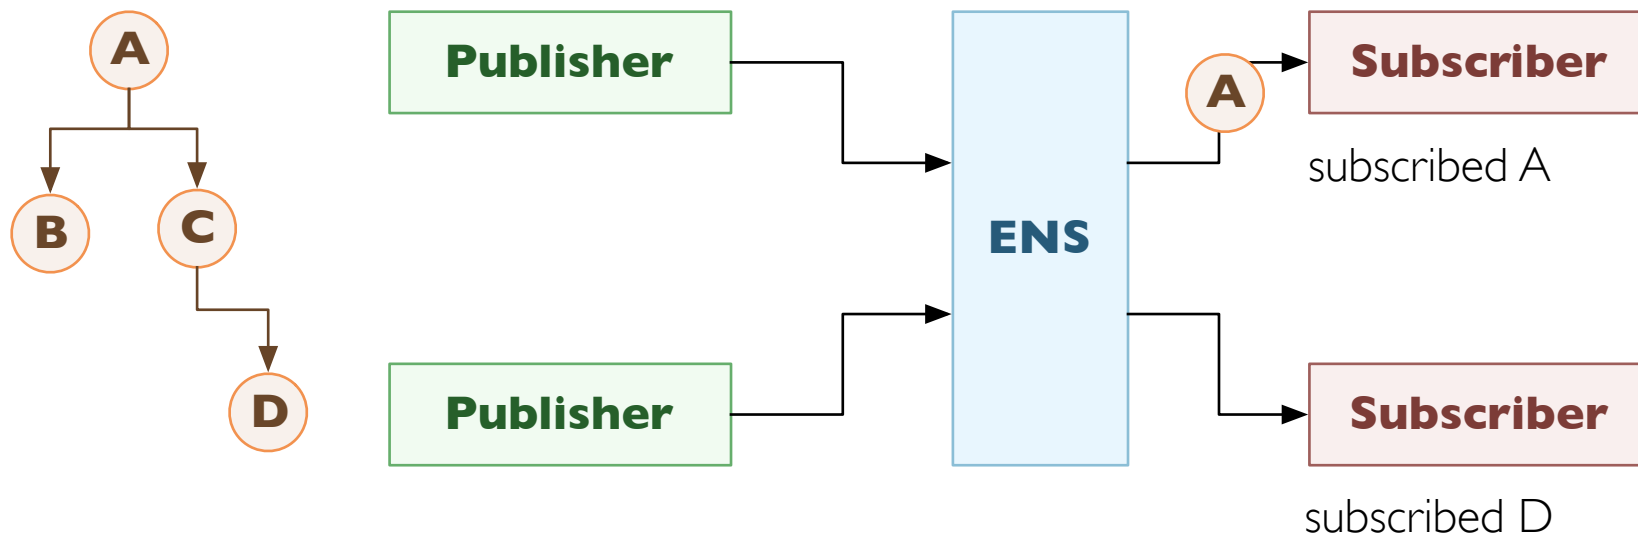 A
B
C
D
Publisher
Publisher
ENS
A
Subscriber
subscribed A
Subscriber
subscribed D